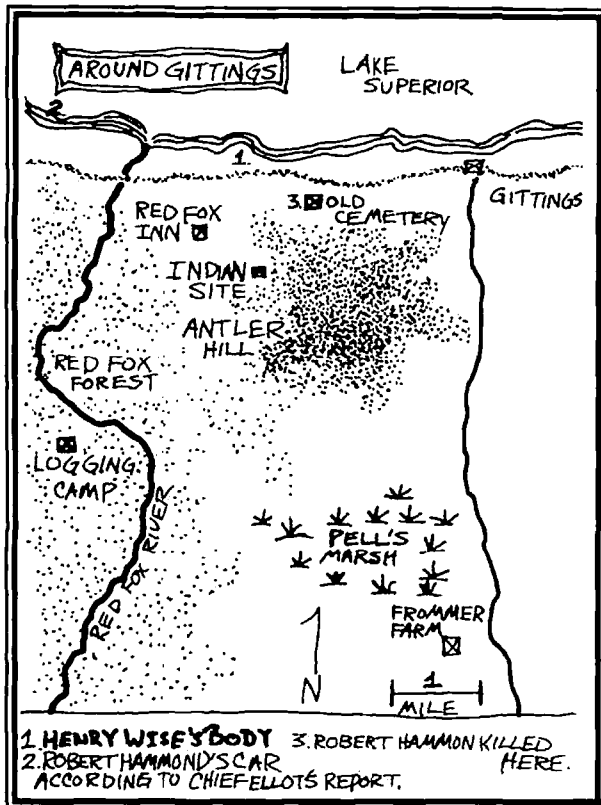 AROUND GITTINGS
LAKE
SUPERIOR
2
1
GITTINGS
3. OLD
CEMETERY
RED FOX
INN
INDIAN
SITE
ANTLER
HILL
RED FOX
FOREST
LOGGING
CAMP
RED FOX RIVER
PELL'S
MARSH
FROMMER
FARM
N
1
MILE
1. HENRY WISE'S BODY 3. ROBERT HAMMON KILLED
2. ROBERT HAMMOND'S CAR HERE.
ACCORDING TO CHIEF ELLOT'S REPORT.